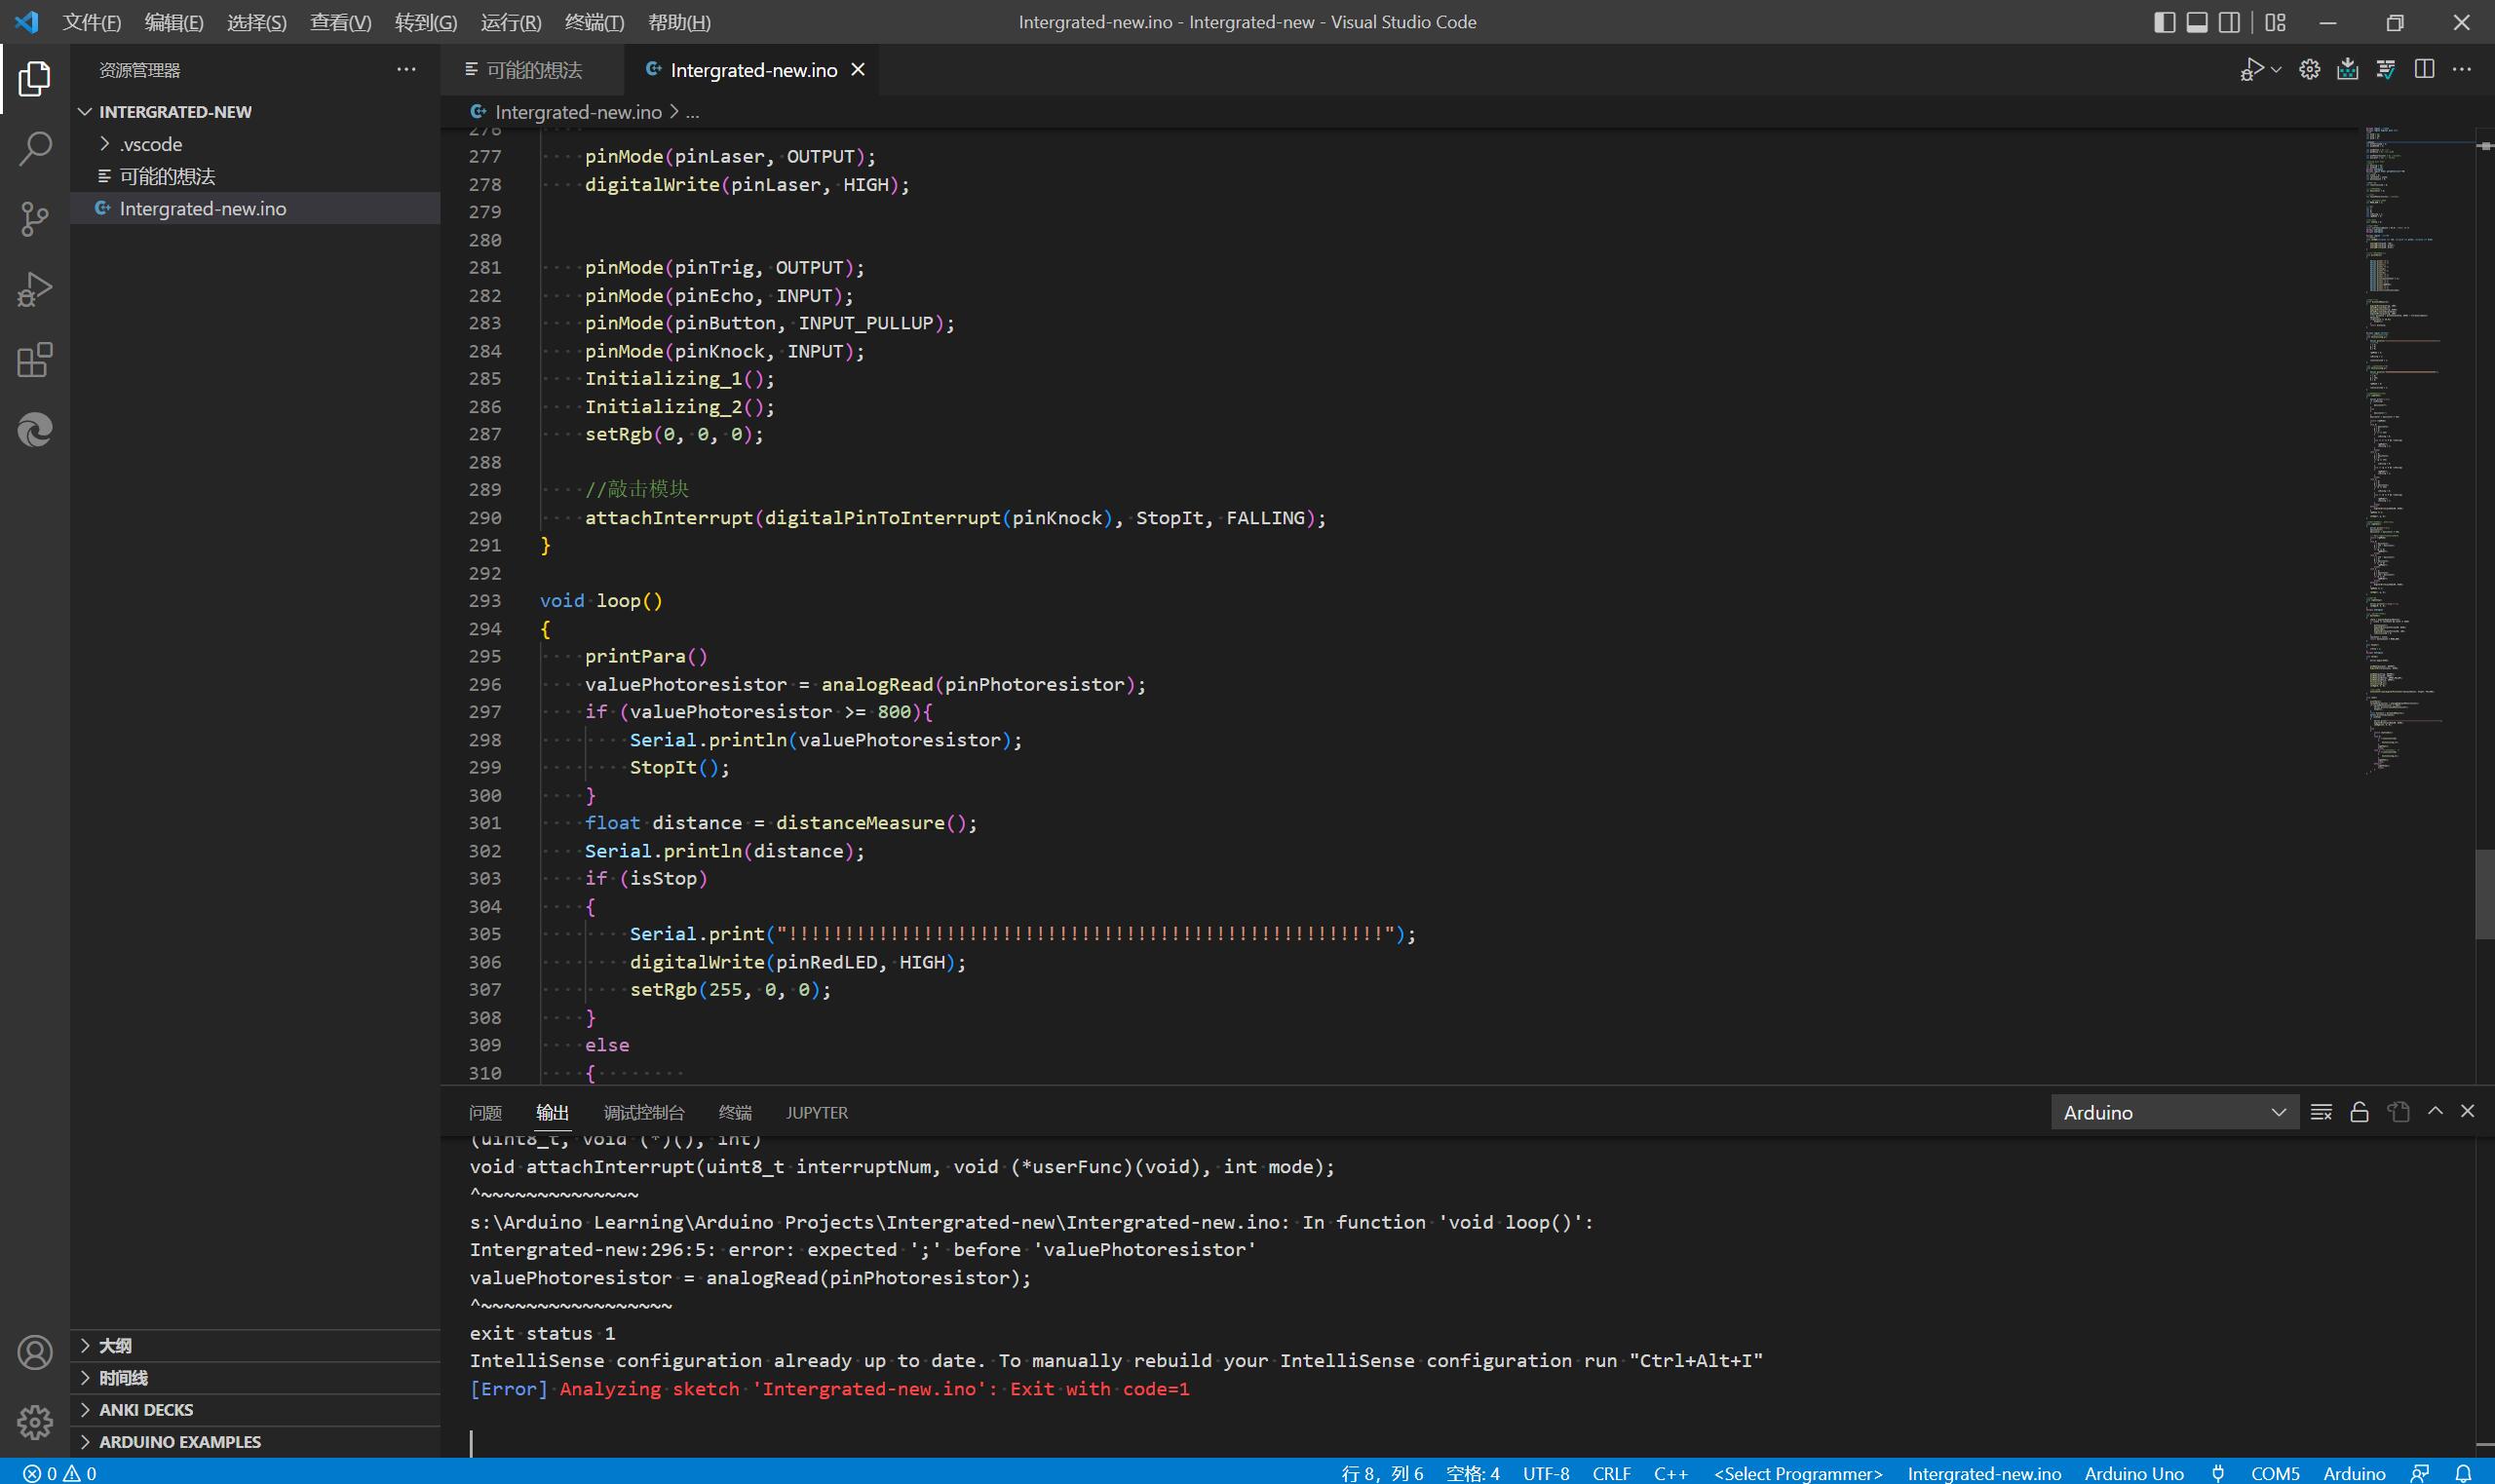 文件(F) 编辑(E) 选择(S) 查看(V) 转到(G) 运行(R) 终端(T) 帮助(H) Intergrated-new.ino - Intergrated-new - Visual Studio Code
资源管理器
INTERGRATED-NEW
.vscode
可能的想法
Intergrated-new.ino
可能的想法 Intergrated-new.ino
Intergrated-new.ino > ...
276
277 pinMode(pinLaser, OUTPUT);
278 digitalWrite(pinLaser, HIGH);
279
280
281 pinMode(pinTrig, OUTPUT);
282 pinMode(pinEcho, INPUT);
283 pinMode(pinButton, INPUT_PULLUP);
284 pinMode(pinKnock, INPUT);
285 Initializing_1();
286 Initializing_2();
287 setRgb(0, 0, 0);
288
289 //敲击模块
290 attachInterrupt(digitalPinToInterrupt(pinKnock), StopIt, FALLING);
291 }
292
293 void loop()
294 {
295 printPara()
296 valuePhotoresistor = analogRead(pinPhotoresistor);
297 if (valuePhotoresistor >= 800){
298 Serial.println(valuePhotoresistor);
299 StopIt();
300 }
301 float distance = distanceMeasure();
302 Serial.println(distance);
303 if (isStop)
304 {
305 Serial.print("!!!!!!!!!!!!!!!!!!!!!!!!!!!!!!!!!!!!!!!!!!!!!!!!!!!!!");
306 digitalWrite(pinRedLED, HIGH);
307 setRgb(255, 0, 0);
308 }
309 else
310 {
问题 输出 调试控制台 终端 JUPYTER Arduino
(uint8_t, void (*)(), int)
void attachInterrupt(uint8_t interruptNum, void (*userFunc)(void), int mode);
^~~~~~~~~~~~~~~
s:\Arduino Learning\Arduino Projects\Intergrated-new\Intergrated-new.ino: In function 'void loop()':
Intergrated-new:296:5: error: expected ';' before 'valuePhotoresistor'
valuePhotoresistor = analogRead(pinPhotoresistor);
^~~~~~~~~~~~~~~~~~
exit status 1
IntelliSense configuration already up to date. To manually rebuild your IntelliSense configuration run "Ctrl+Alt+I"
[Error] Analyzing sketch 'Intergrated-new.ino': Exit with code=1
大纲
时间线
ANKI DECKS
ARDUINO EXAMPLES
0 0 行 8，列 6 空格: 4 UTF-8 CRLF C++ <Select Programmer> Intergrated-new.ino Arduino Uno COM5 Arduino